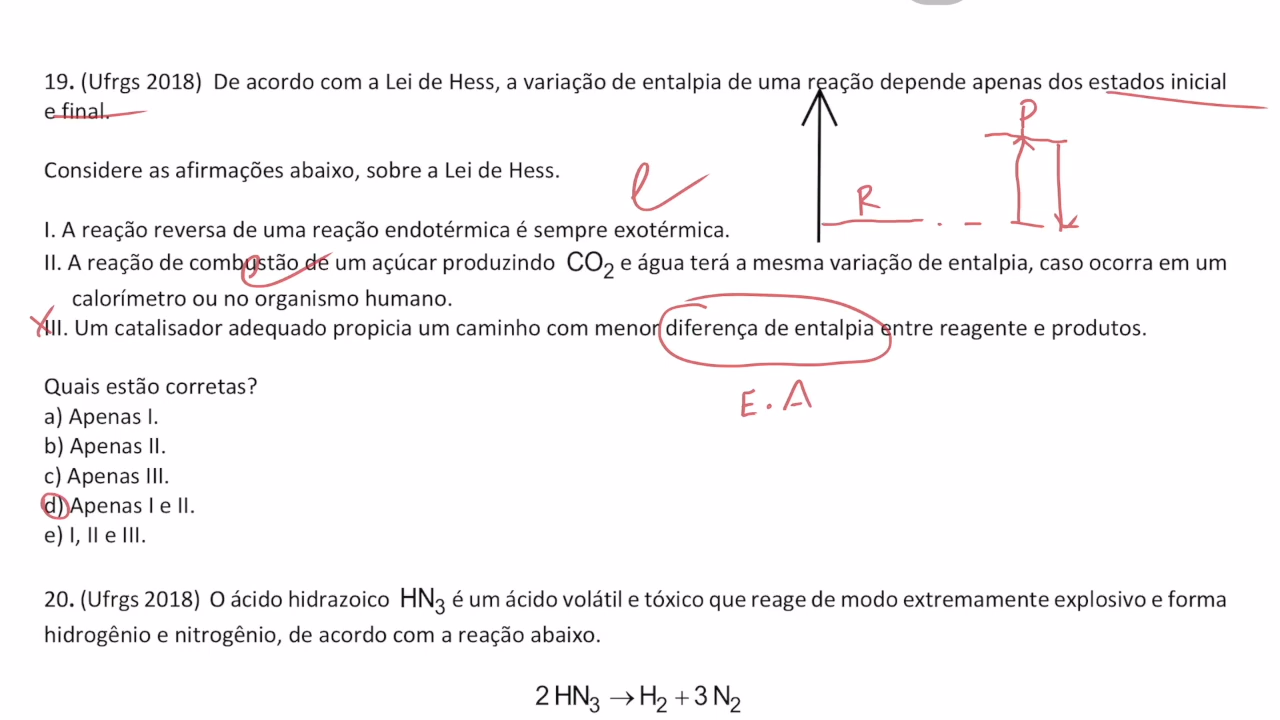 19. (Ufrgs 2018) De acordo com a Lei de Hess, a variação de entalpia de uma reação depende apenas dos estados inicial
e final.
P
Considere as afirmações abaixo, sobre a Lei de Hess.
R
I. A reação reversa de uma reação endotérmica é sempre exotérmica.
II. A reação de combustão de um açúcar produzindo CO₂ e água terá a mesma variação de entalpia, caso ocorra em um
calorímetro ou no organismo humano.
III. Um catalisador adequado propicia um caminho com menor diferença de entalpia entre reagente e produtos.
E.A
Quais estão corretas?
a) Apenas I.
b) Apenas II.
c) Apenas III.
d) Apenas I e II.
e) I, II e III.
20. (Ufrgs 2018) O ácido hidrazoico HN₃ é um ácido volátil e tóxico que reage de modo extremamente explosivo e forma
hidrogênio e nitrogênio, de acordo com a reação abaixo.
2 HN₃ → H₂ + 3 N₂